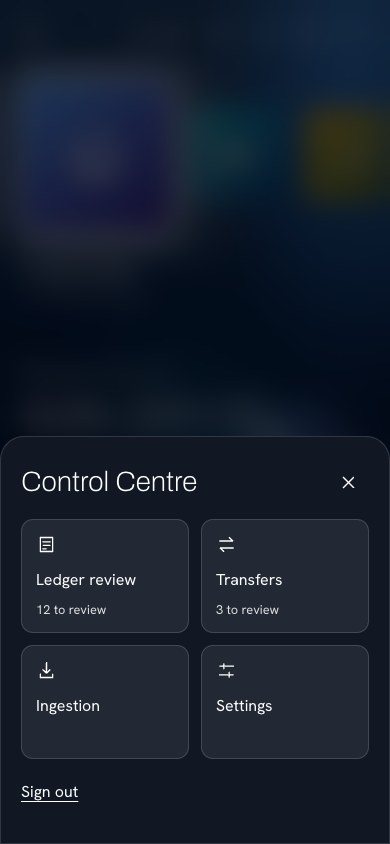 Control Centre
Ledger review
12 to review
Transfers
3 to review
Ingestion
Settings
Sign out